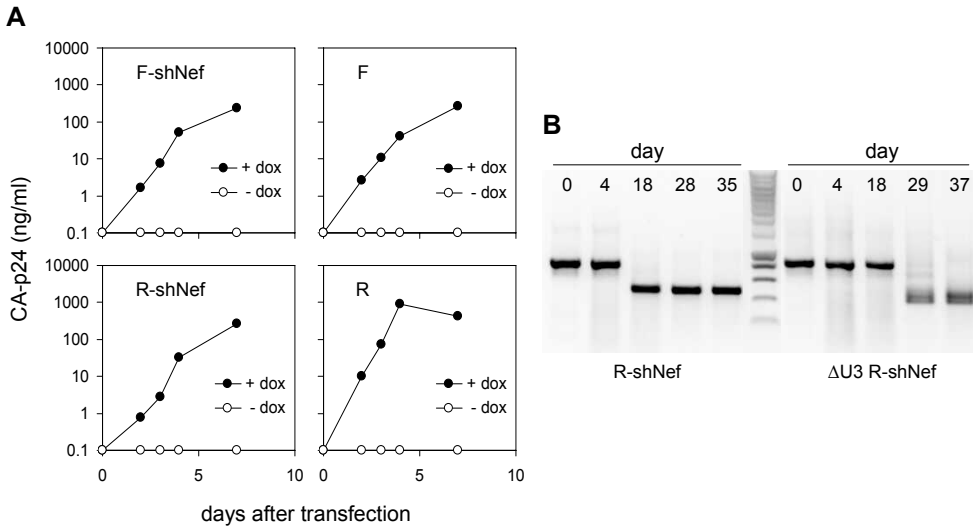 A
CA-p24 (ng/ml)
10000
1000
100
10
1
0.1
F-shNef
+ dox
- dox
F
+ dox
- dox
10000
1000
100
10
1
0.1
R-shNef
+ dox
- dox
R
+ dox
- dox
0 5 10
0 5 10
days after transfection
B
day day
0 4 18 28 35 0 4 18 29 37
R-shNef ΔU3 R-shNef